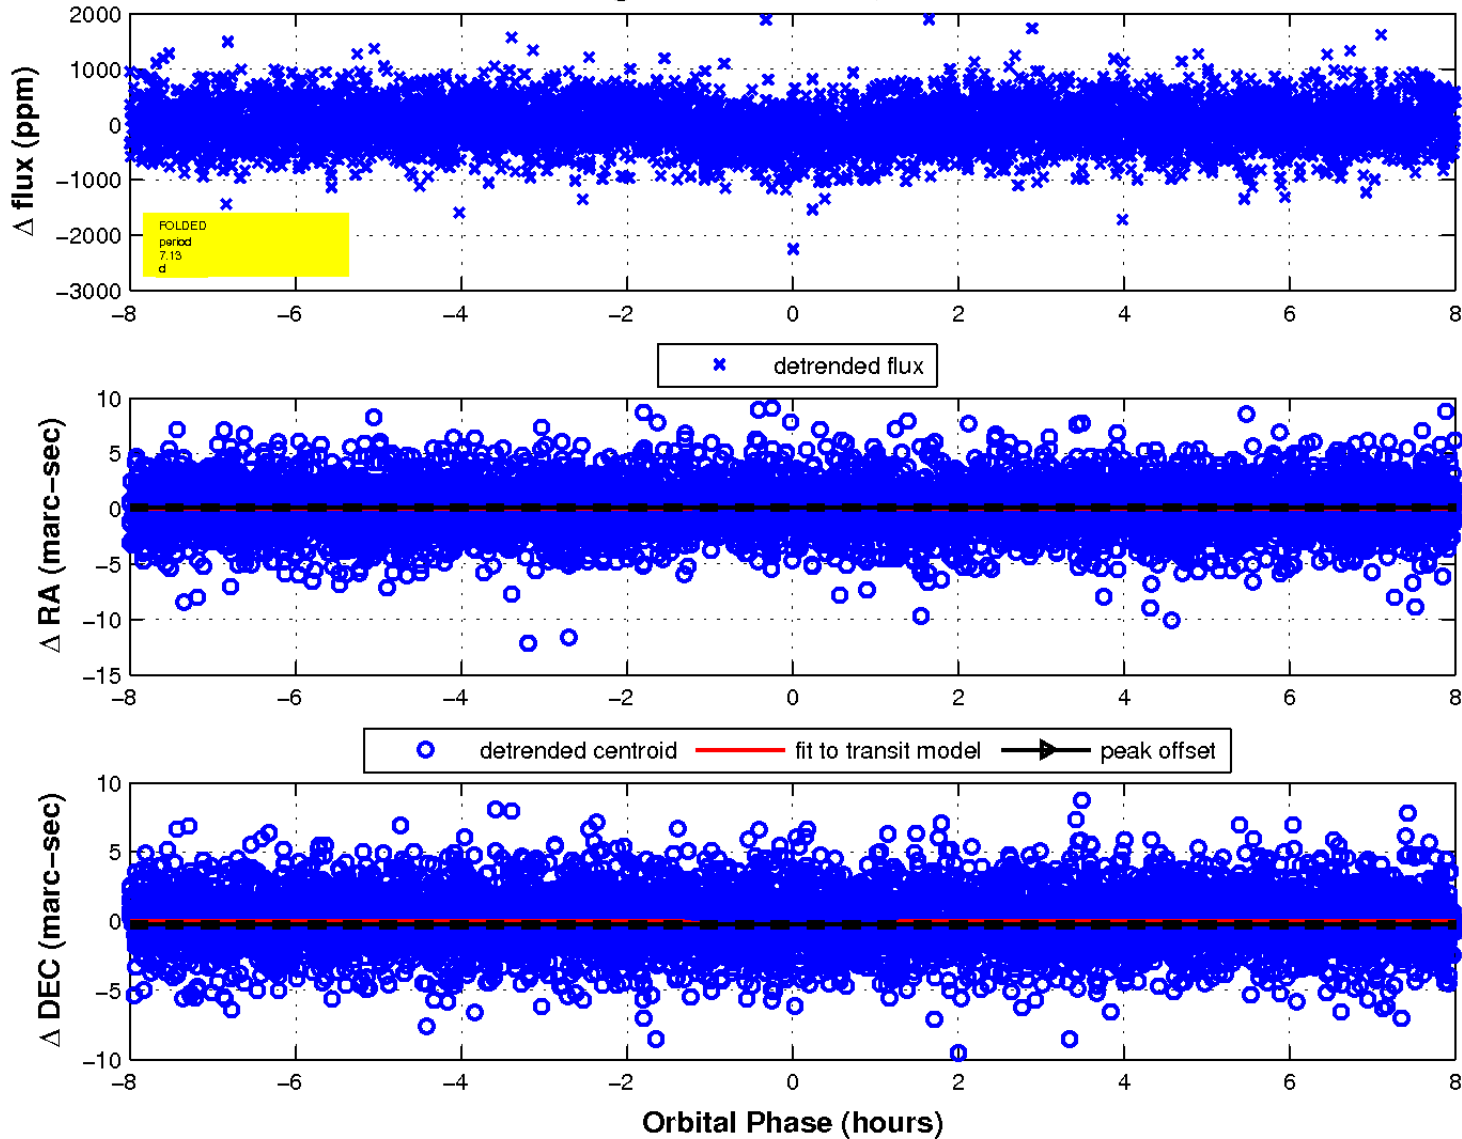 2000
1000
0
−1000
−2000
−3000
Δ flux (ppm)
FOLDED
period
7.13
d
−8 −6 −4 −2 0 2 4 6 8
detrended flux
10
5
0
−5
−10
−15
Δ RA (marc−sec)
−8 −6 −4 −2 0 2 4 6 8
detrended centroid fit to transit model peak offset
10
5
0
−5
−10
Δ DEC (marc−sec)
−8 −6 −4 −2 0 2 4 6 8
Orbital Phase (hours)